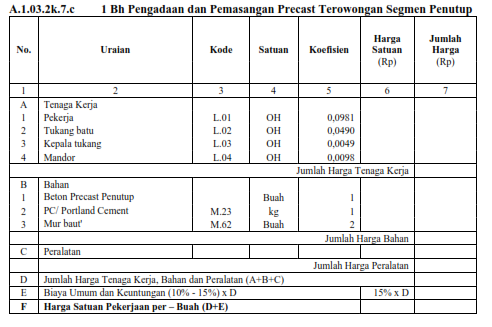 A.1.03.2k.7.c 1 Bh Pengadaan dan Pemasangan Precast Terowongan Segmen Penutup
No. Uraian Kode Satuan Koefisien Harga Satuan (Rp) Jumlah Harga (Rp)
1 2 3 4 5 6 7
A Tenaga Kerja
1 Pekerja L.01 OH 0,0981
2 Tukang batu L.02 OH 0,0490
3 Kepala tukang L.03 OH 0,0049
4 Mandor L.04 OH 0,0098
Jumlah Harga Tenaga Kerja
B Bahan
1 Beton Precast Penutup Buah 1
2 PC/ Portland Cement M.23 kg 1
3 Mur baut' M.62 Buah 2
Jumlah Harga Bahan
C Peralatan
Jumlah Harga Peralatan
D Jumlah Harga Tenaga Kerja, Bahan dan Peralatan (A+B+C)
E Biaya Umum dan Keuntungan (10% - 15%) x D 15% x D
F Harga Satuan Pekerjaan per – Buah (D+E)